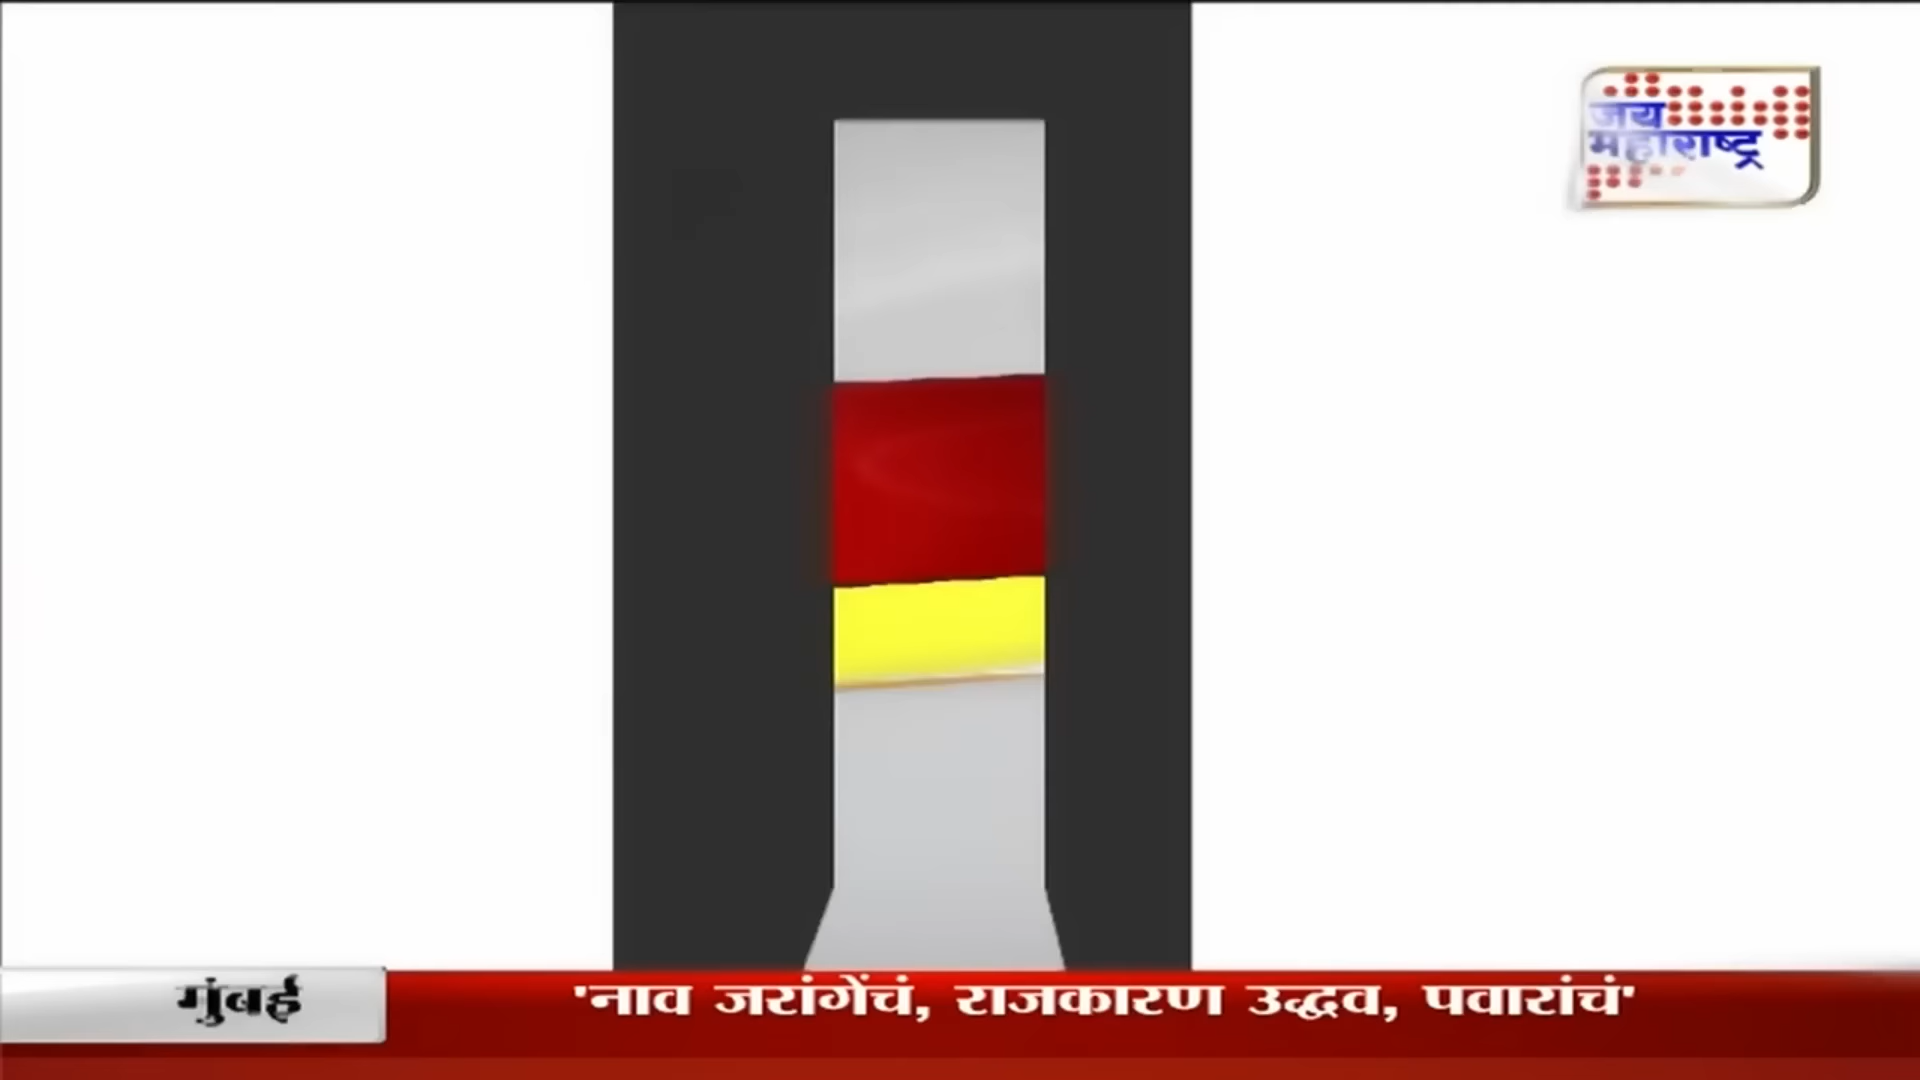 जय
महाराष्ट्र
मुंबई
'नाव जरांगेंचं, राजकारण उद्धव, पवारांचं'